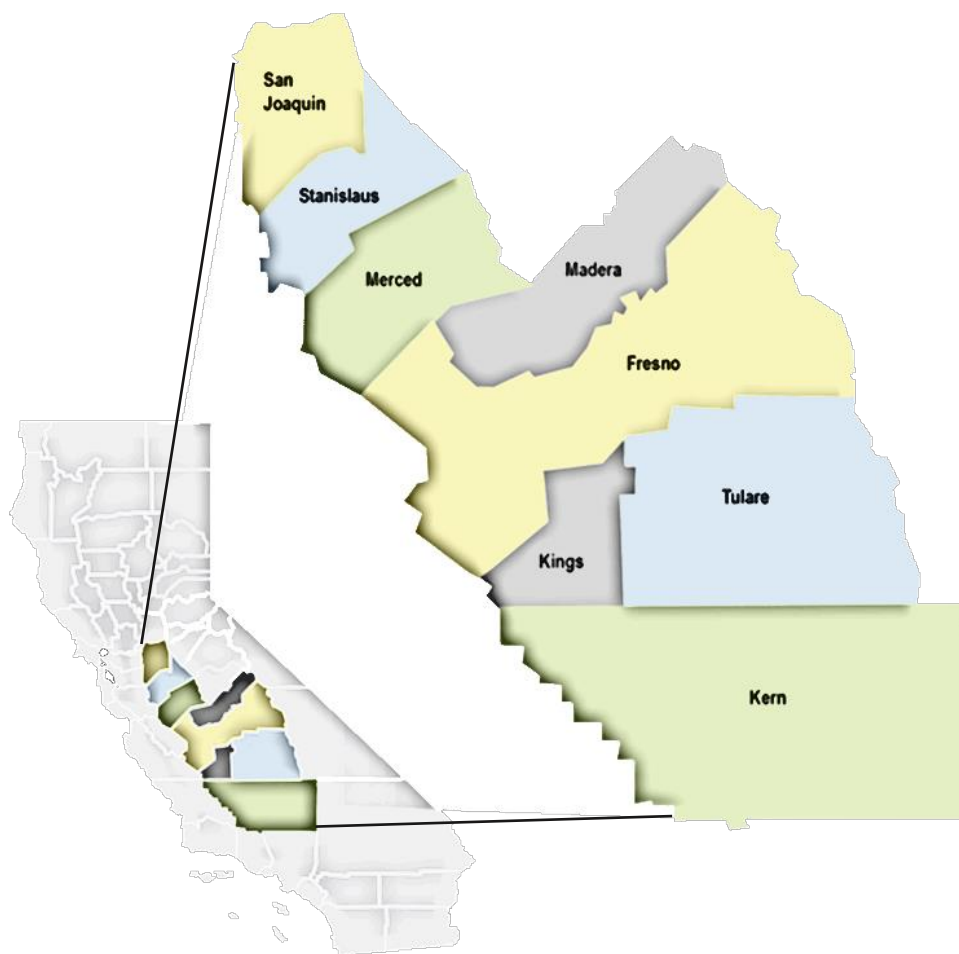 San
Joaquin
Stanislaus
Merced
Madera
Fresno
Tulare
Kings
Kern